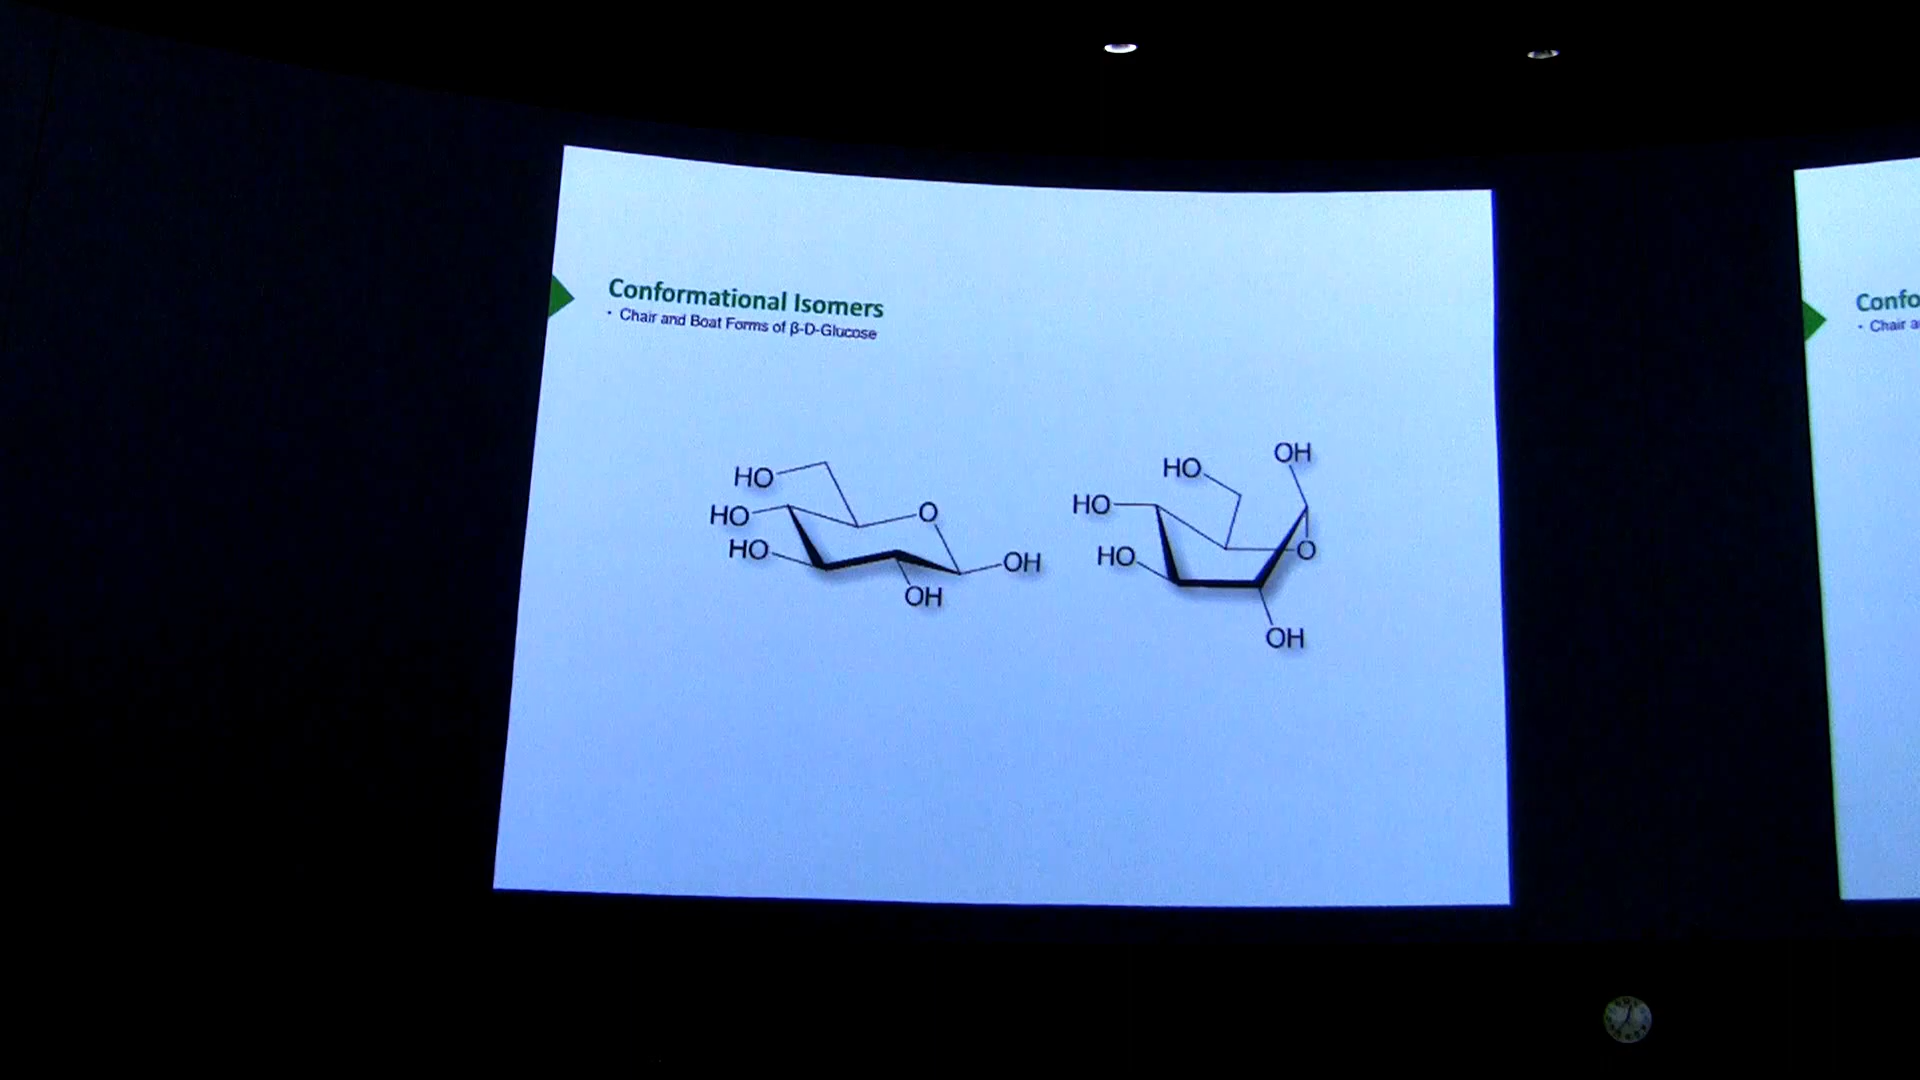 Conformational Isomers
• Chair and Boat Forms of β-D-Glucose
HO
HO
HO
O
OH
OH
HO
HO
HO
OH
O
OH
Confo
• Chair a